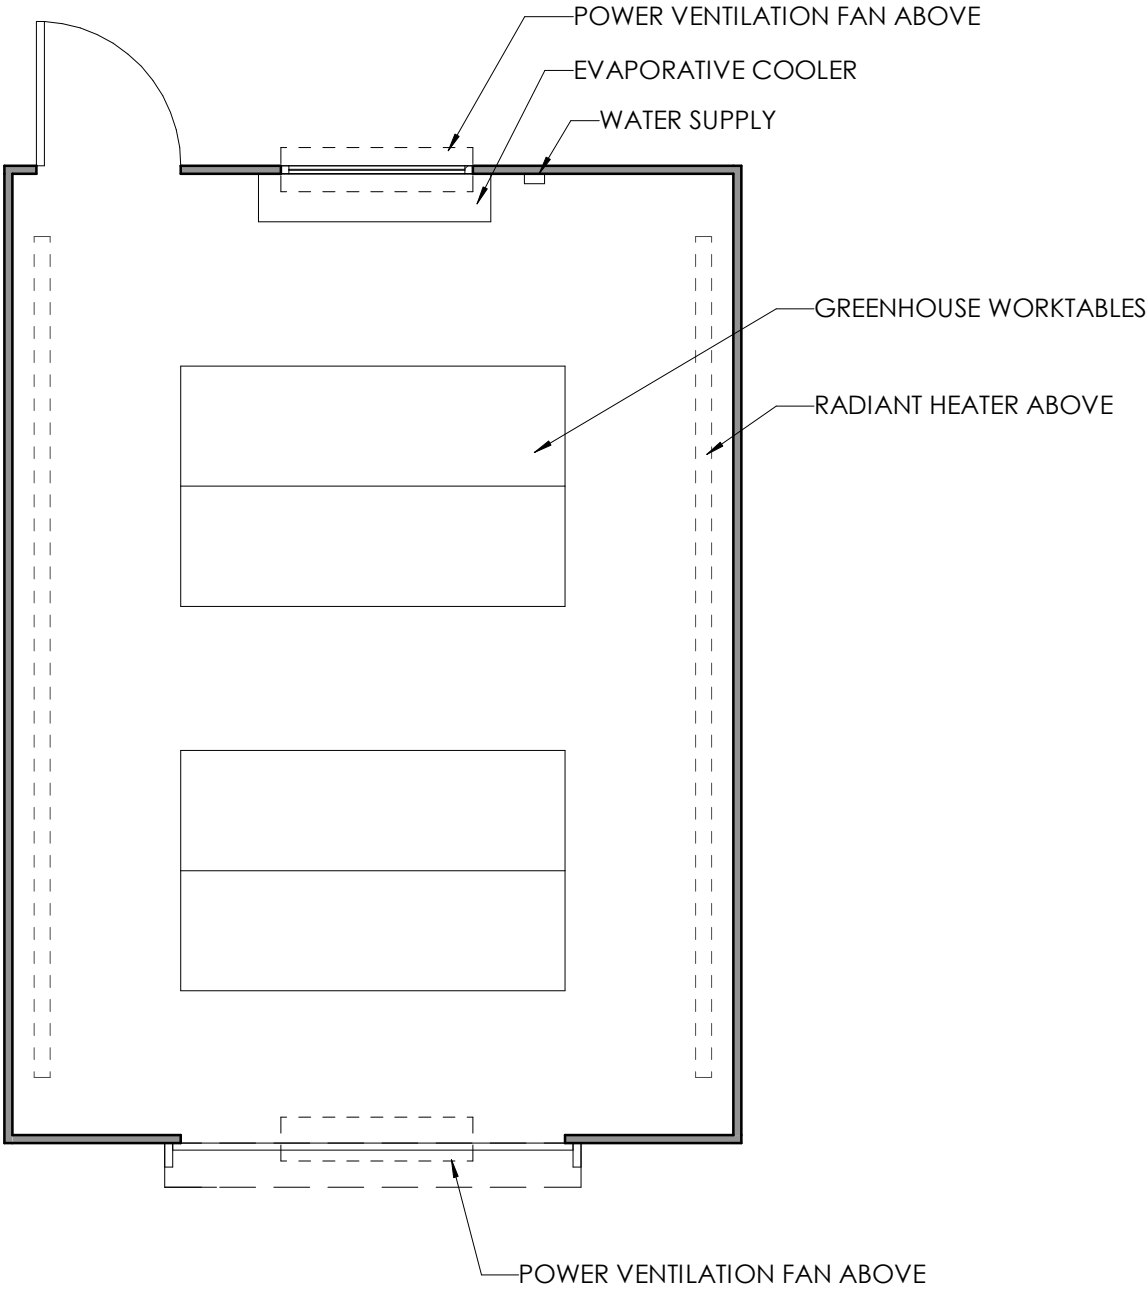 POWER VENTILATION FAN ABOVE
EVAPORATIVE COOLER
WATER SUPPLY
GREENHOUSE WORKTABLES
RADIANT HEATER ABOVE
POWER VENTILATION FAN ABOVE